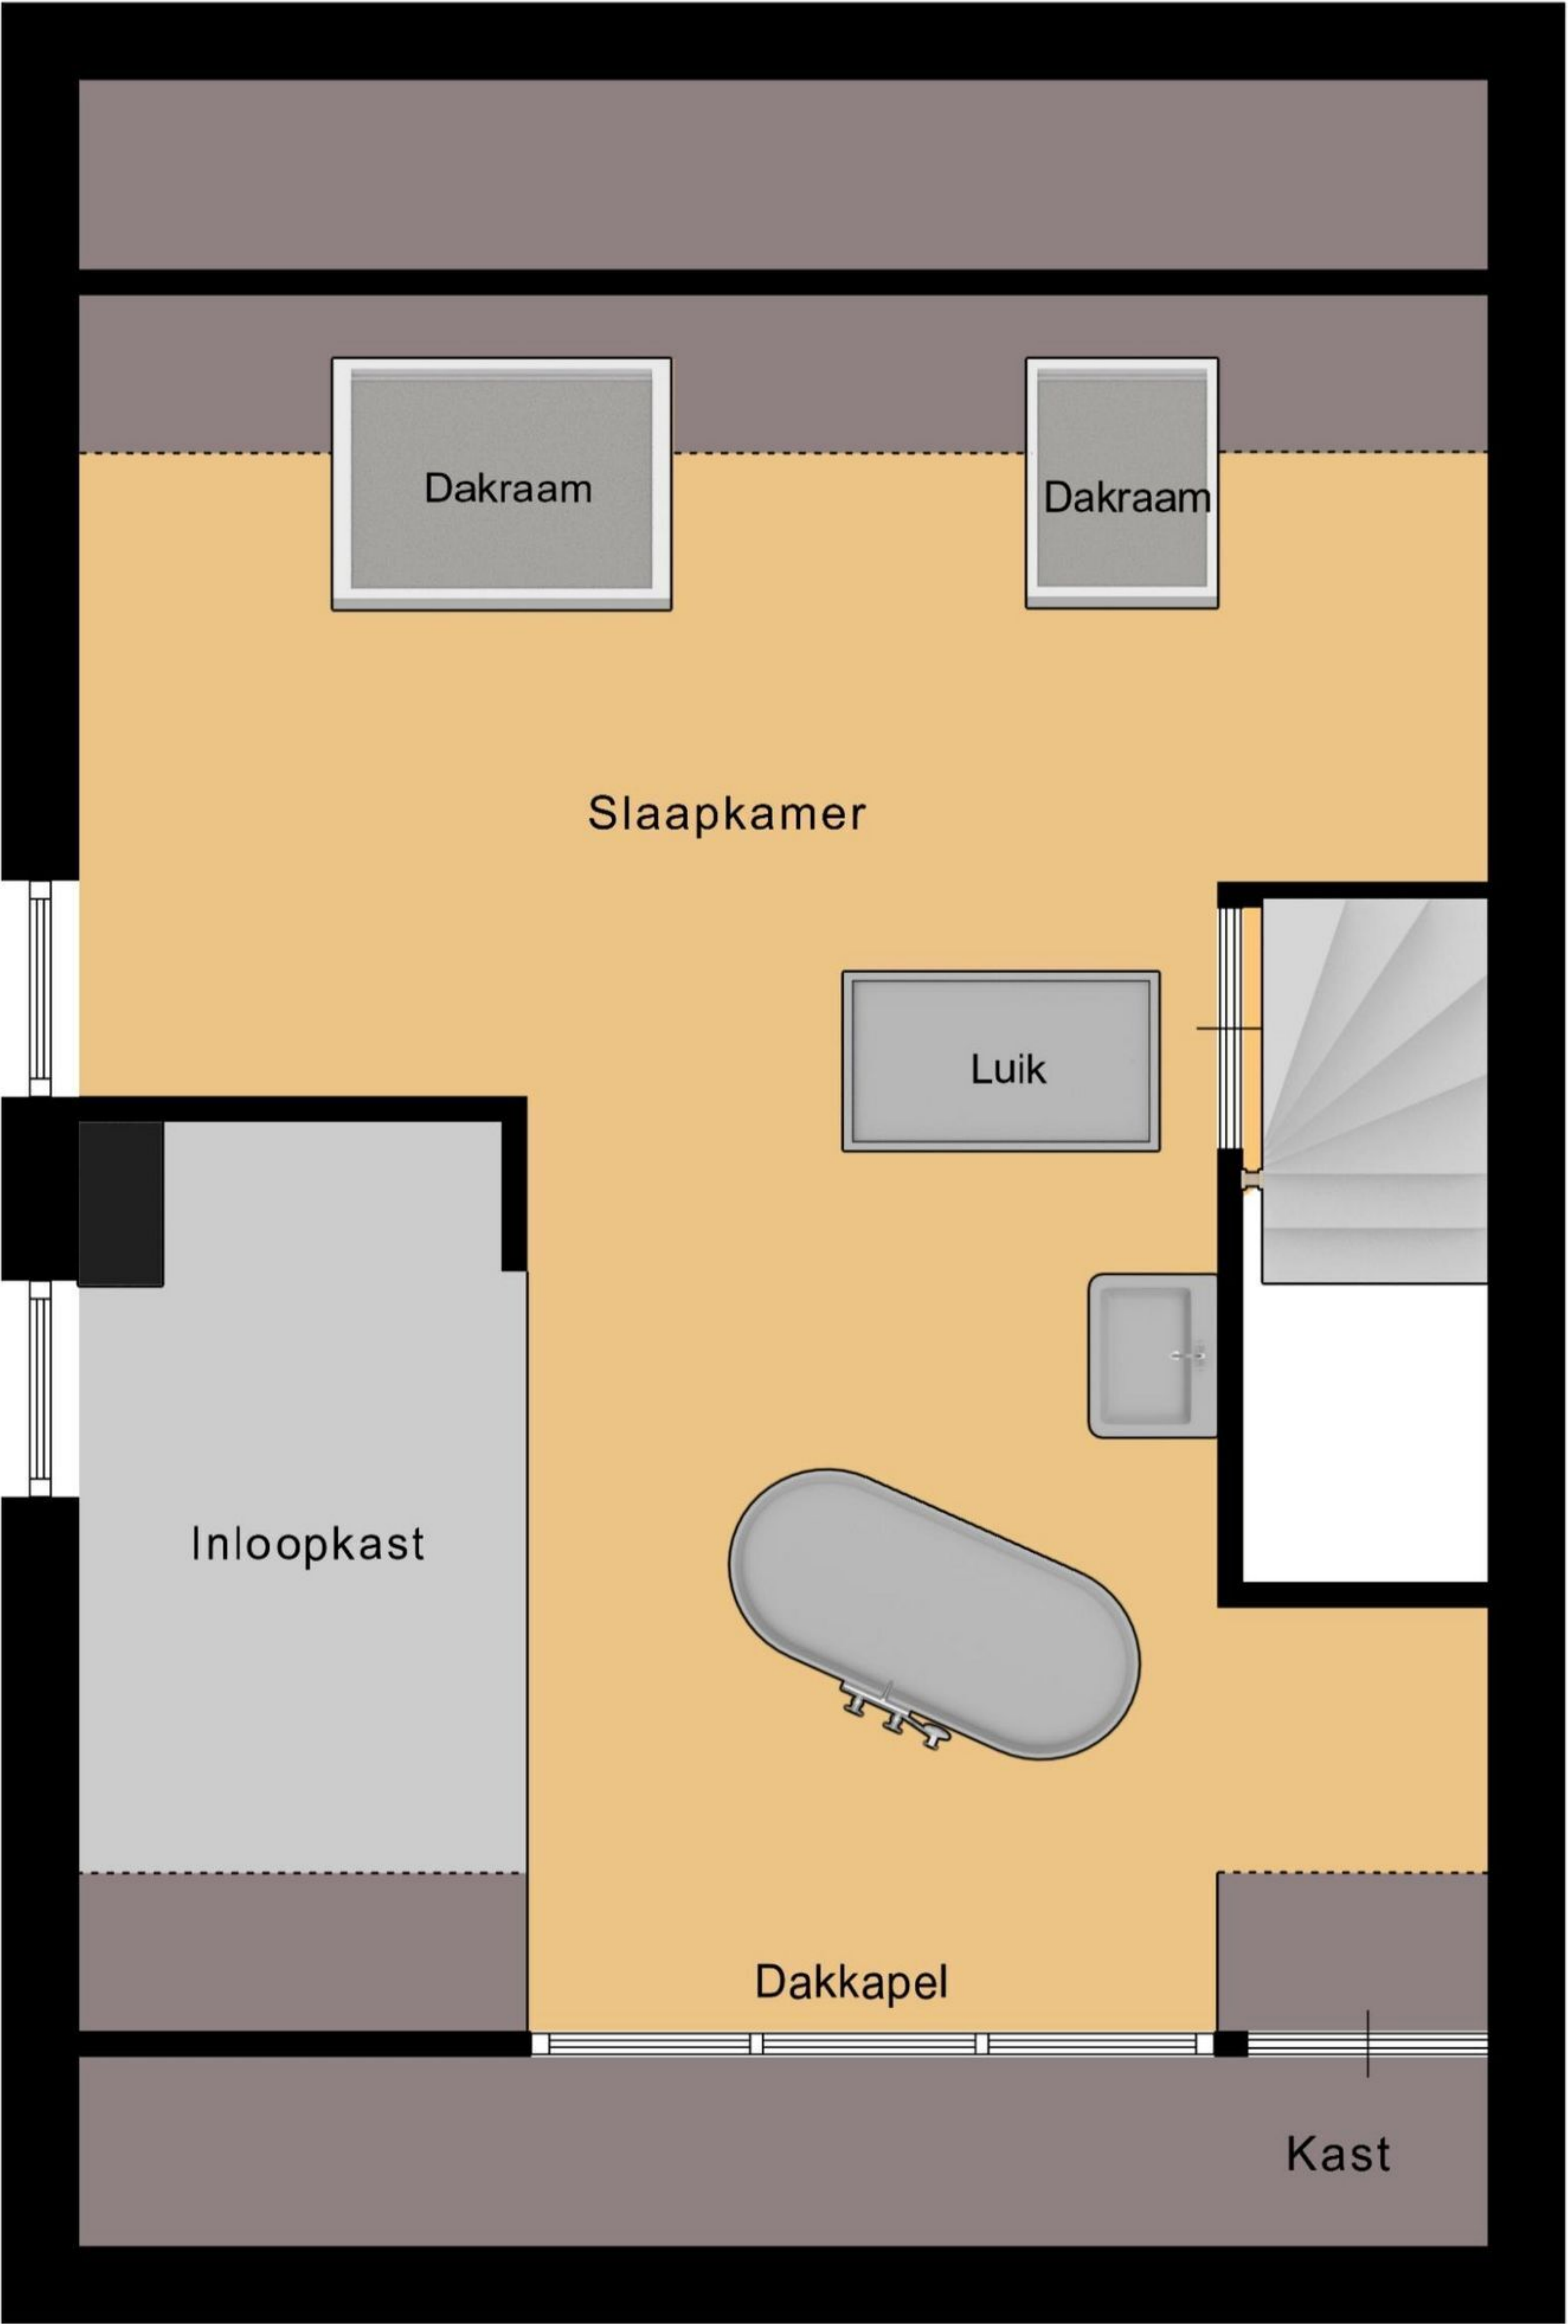 Dakraam
Dakraam
Slaapkamer
Luik
Inloopkast
Dakkapel
Kast